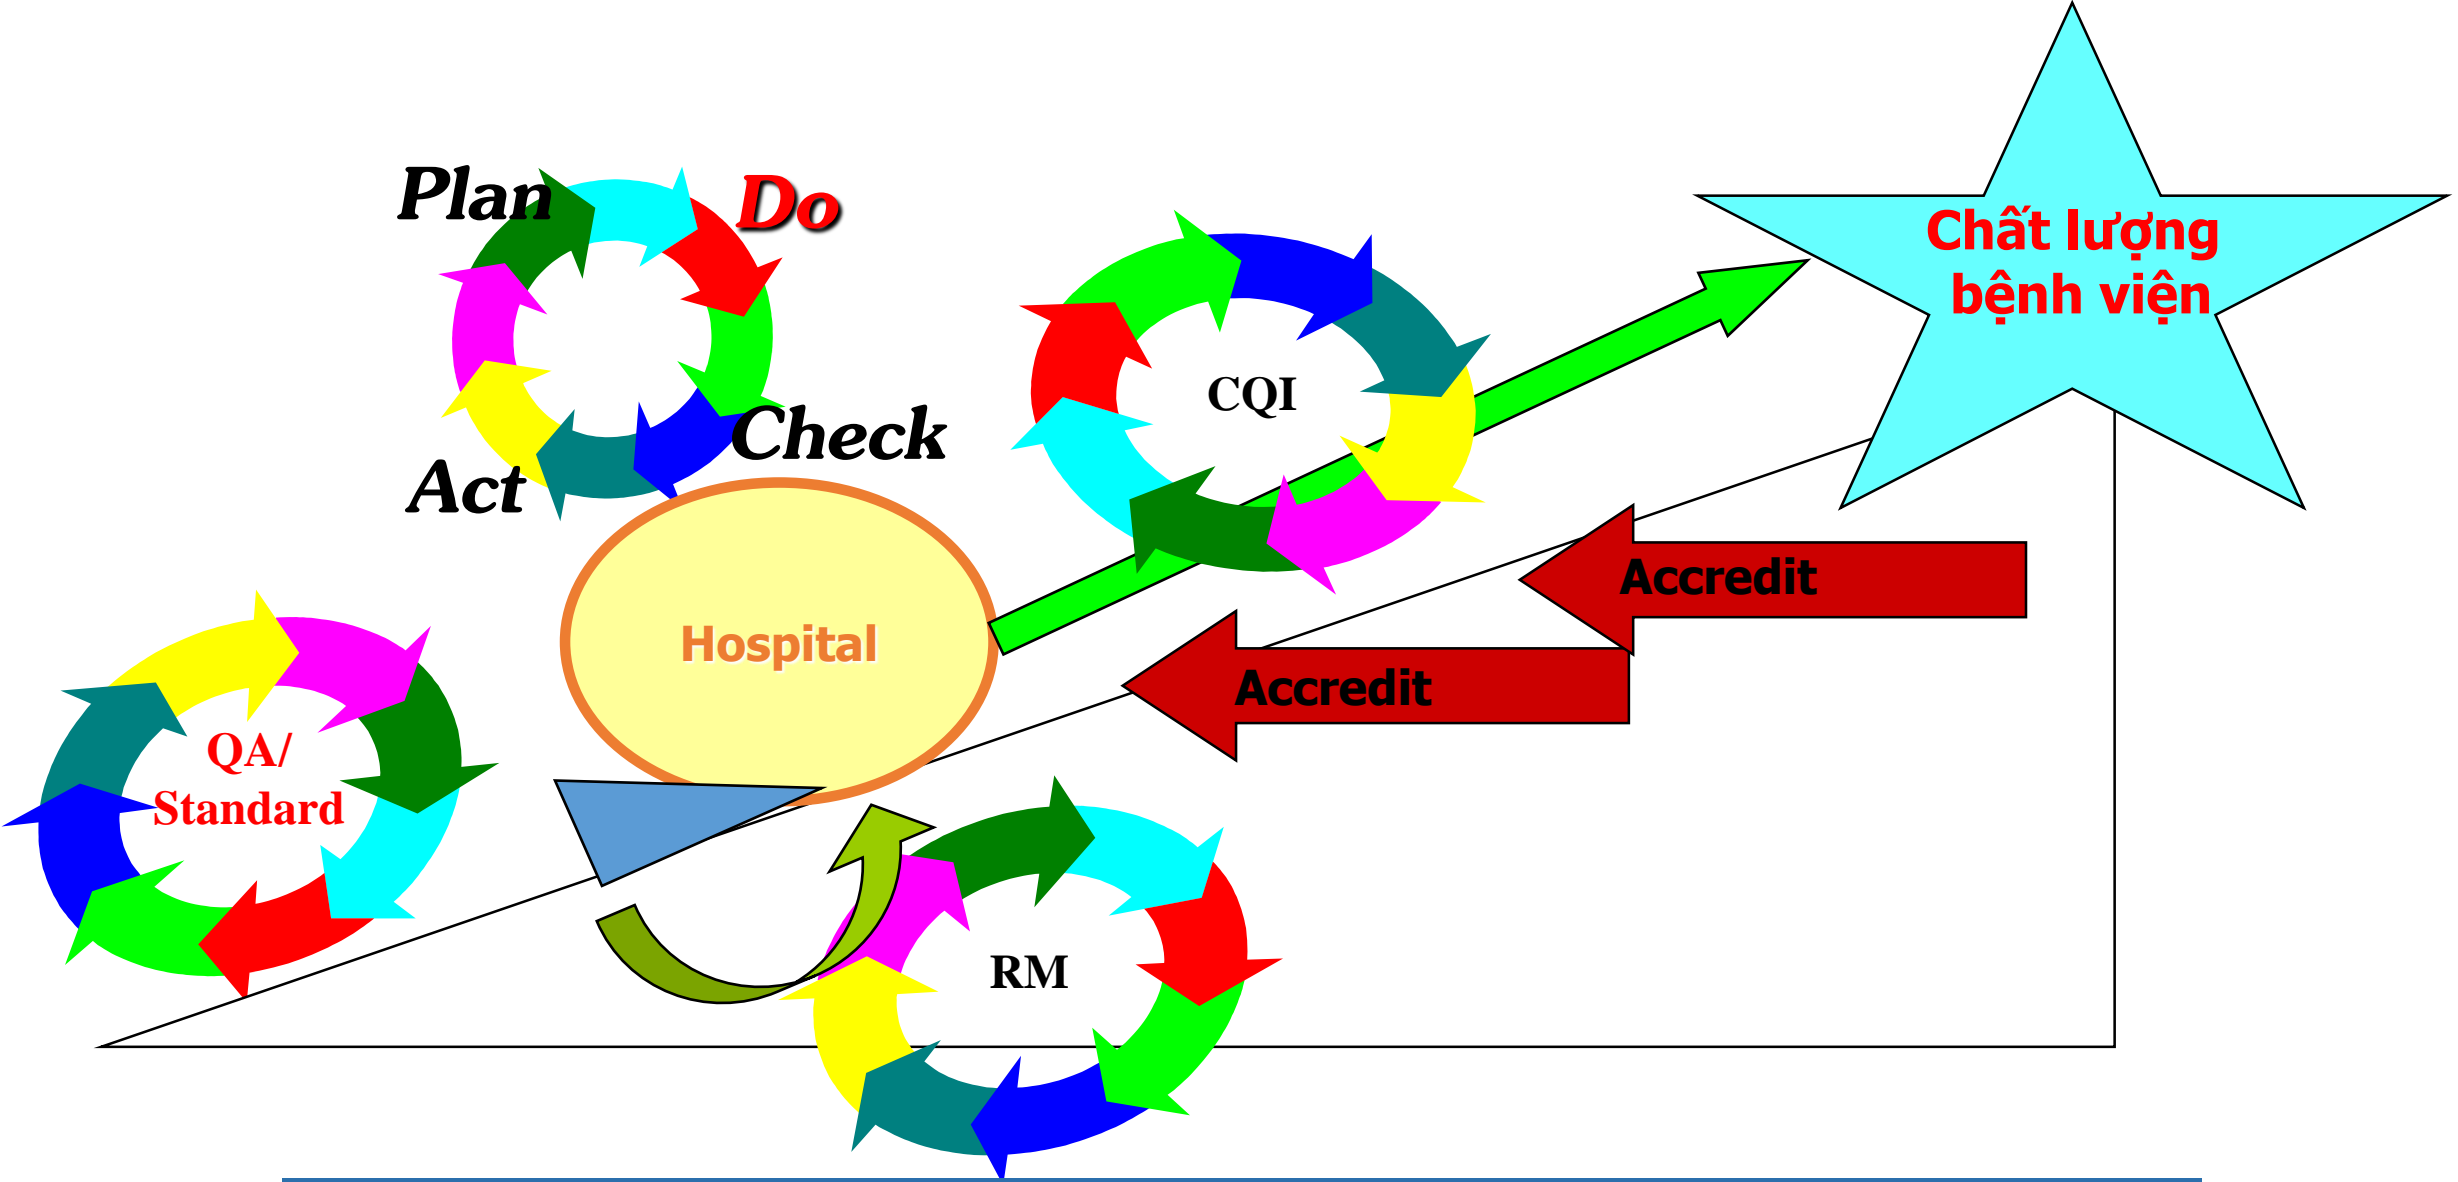 Plan
Do
Check
Act
Chất lượng
bệnh viện
CQI
Accredit
Accredit
Hospital
QA/
Standard
RM